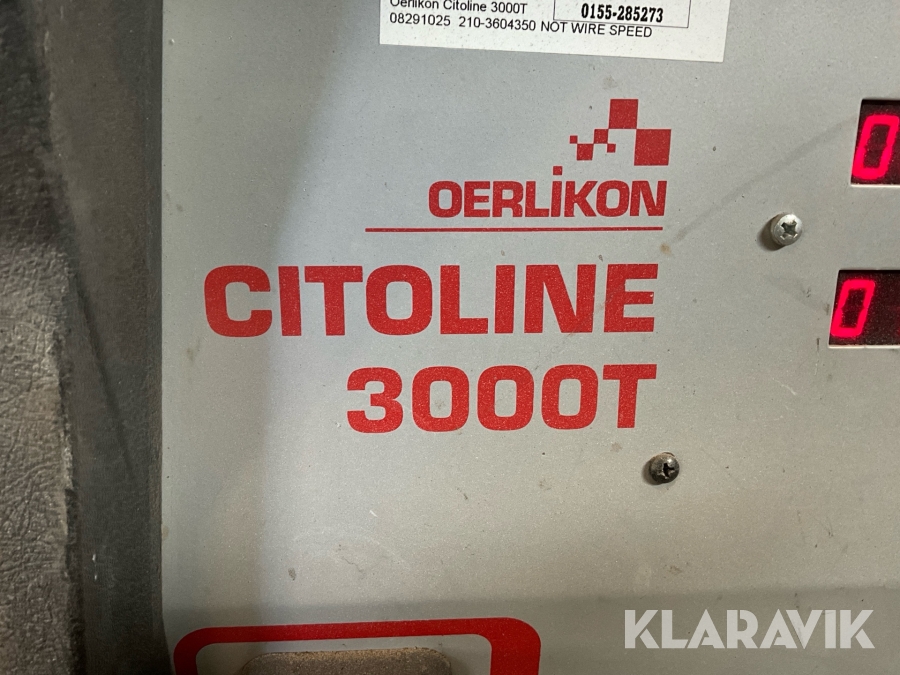 Oerlikon Citoline 3000T
0155-285273
08291025 210-3604350 NOT WIRE SPEED
OERLIKON
CITOLINE
3000T
0
0
KLARAVIK